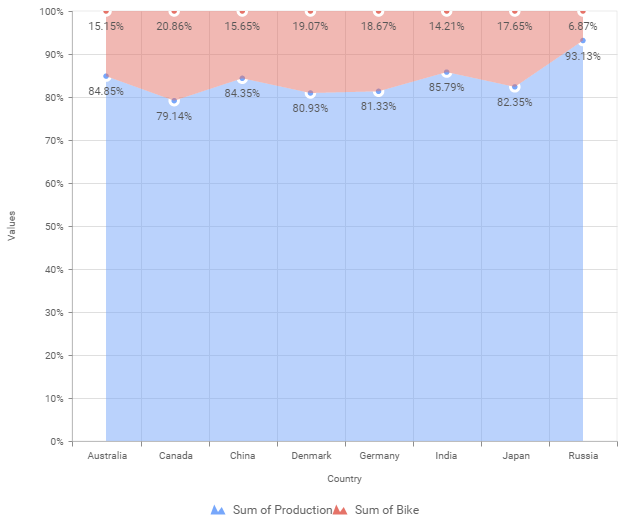 100%
15.15% 20.86% 15.65% 19.07% 18.67% 14.21% 17.65% 6.87%
90%
93.13%
84.85% 79.14% 84.35% 80.93% 81.33% 85.79% 82.35%
80%
70%
60%
50%
40%
30%
20%
10%
0%
Values
Australia Canada China Denmark Germany India Japan Russia
Country
Sum of Production Sum of Bike